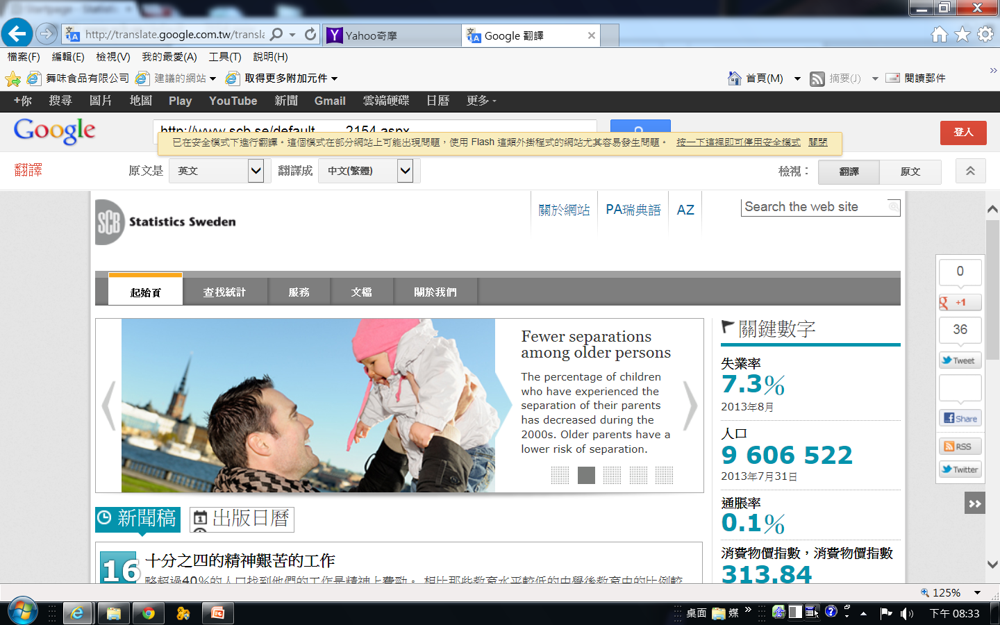 http://translate.google.com.tw/transla
Yahoo奇摩
Google 翻譯
檔案(F) 編輯(E) 檢視(V) 我的最愛(A) 工具(T) 說明(H)
舞味食品有限公司 建議的網站 取得更多附加元件
首頁(M) 摘要(J) 閱讀郵件
+你 搜尋 圖片 地圖 Play YouTube 新聞 Gmail 雲端硬碟 日曆 更多
Google
http://www.scb.se/default 2154.aspx
登入
已在安全模式下進行翻譯。這個模式在部分網站上可能出現問題，使用 Flash 這類外掛程式的網站尤其容易發生問題。 按一下這裡即可停用安全模式 關閉
翻譯 原文是 英文 翻譯成 中文(繁體) 檢視： 翻譯 原文
SCB Statistics Sweden
關於網站 PA瑞典語 AZ
Search the web site
起始頁 查找統計 服務 文檔 關於我們
Fewer separations
among older persons
The percentage of children
who have experienced the
separation of their parents
has decreased during the
2000s. Older parents have a
lower risk of separation.
關鍵數字
失業率
7.3%
2013年8月
人口
9 606 522
2013年7月31日
通脹率
0.1%
消費物價指數，消費物價指數
313.84
0
+1
36
Tweet
Share
RSS
Twitter
新聞稿 出版日曆
16 十分之四的精神艱苦的工作
略超過40%的人口找到他們的工作是精神上費勁。 相比那些教育水平較低的中學後教育中的比例較
125%
桌面 媒 下午 08:33